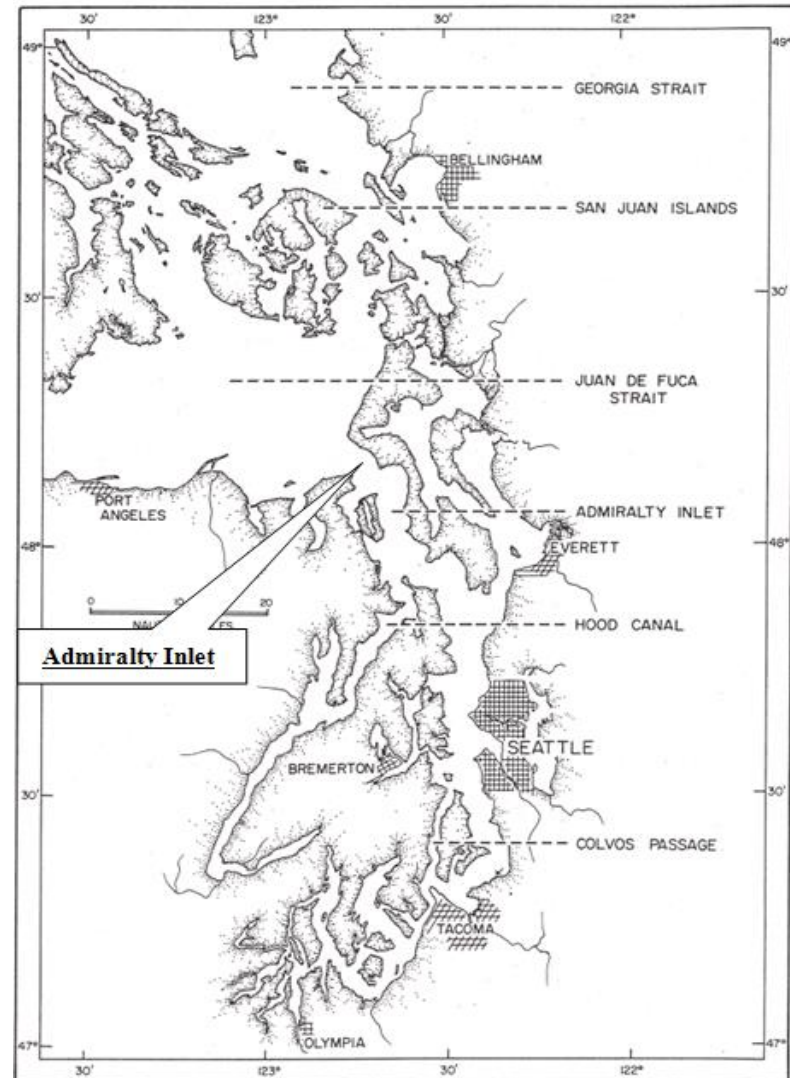 30' 123° 30' 122°
49° 49°
GEORGIA STRAIT
BELLINGHAM
SAN JUAN ISLANDS
30' 30'
JUAN DE FUCA
STRAIT
PORT
ANGELES
ADMIRALTY INLET
48° 48°
EVERETT
0 20
HOOD CANAL
Admiralty Inlet
SEATTLE
BREMERTON
30' 30'
COLVOS PASSAGE
TACOMA
OLYMPIA
47° 47°
30' 123° 30' 122°